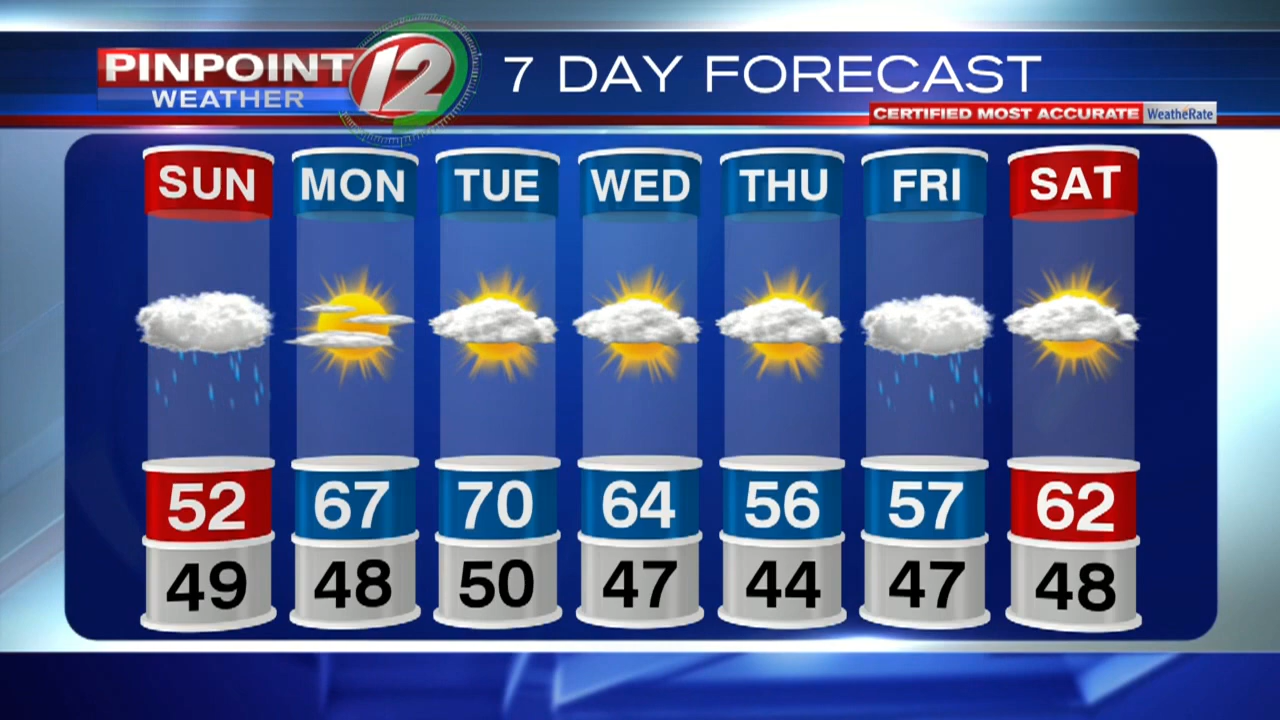 PINPOINT 12
WEATHER
7 DAY FORECAST
CERTIFIED MOST ACCURATE WeatheRate
SUN MON TUE WED THU FRI SAT
52 67 70 64 56 57 62
49 48 50 47 44 47 48